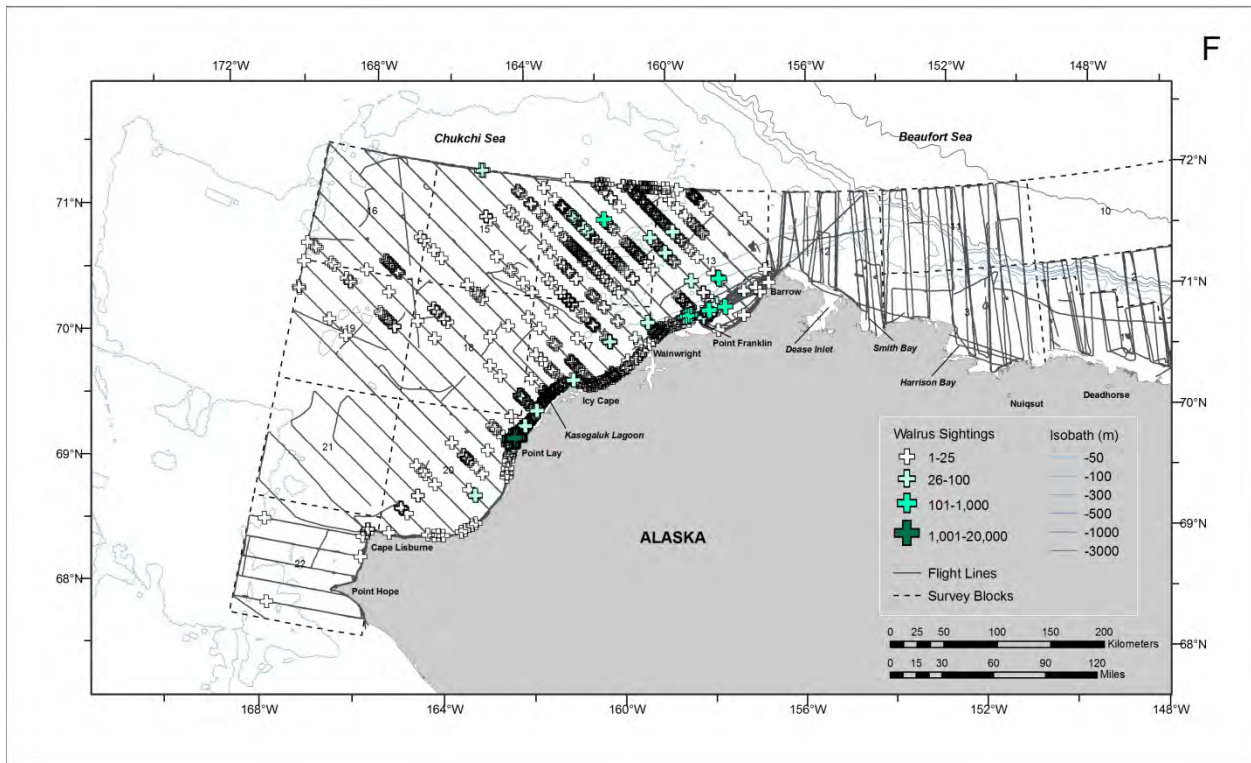 F
172°W 168°W 164°W 160°W 156°W 152°W 148°W
Chukchi Sea
Beaufort Sea
72°N
71°N
16
15
10
11
13
12
Barrow
71°N
70°N
19
18
3
Point Franklin
Wainwright
Dease Inlet
Smith Bay
Harrison Bay
Icy Cape
Nuiqsut
Deadhorse
70°N
Kasegaluk Lagoon
69°N
21
20
Point Lay
Walrus Sightings
1-25
26-100
101-1,000
1,001-20,000
Isobath (m)
-50
-100
-300
-500
-1000
-3000
Flight Lines
Survey Blocks
ALASKA
69°N
Cape Lisburne
22
68°N
Point Hope
0 25 50 100 150 200
Kilometers
0 15 30 60 90 120
Miles
68°N
168°W 164°W 160°W 156°W 152°W 148°W